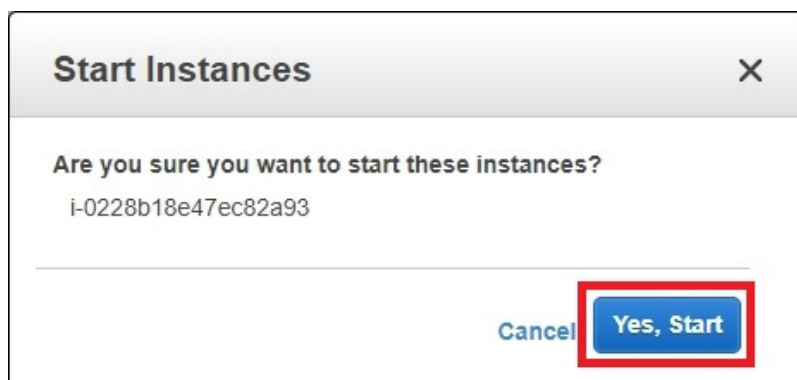 Start Instances
Are you sure you want to start these instances?
i-0228b18e47ec82a93
Cancel
Yes, Start